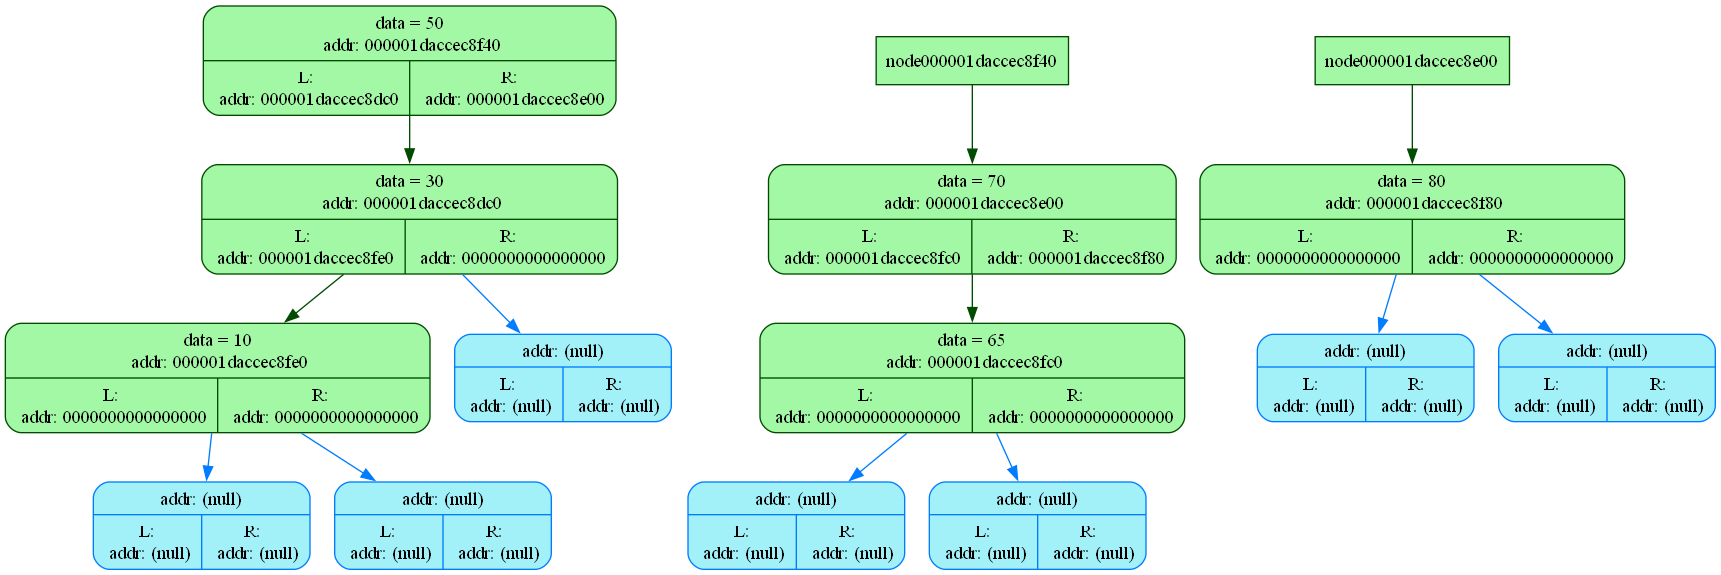 data = 50
addr: 000001daccec8f40
L:
addr: 000001daccec8dc0
R:
addr: 000001daccec8e00
node000001daccec8f40
node000001daccec8e00
data = 30
addr: 000001daccec8dc0
L:
addr: 000001daccec8fe0
R:
addr: 0000000000000000
data = 70
addr: 000001daccec8e00
L:
addr: 000001daccec8fc0
R:
addr: 000001daccec8f80
data = 80
addr: 000001daccec8f80
L:
addr: 0000000000000000
R:
addr: 0000000000000000
data = 10
addr: 000001daccec8fe0
L:
addr: 0000000000000000
R:
addr: 0000000000000000
addr: (null)
L:
addr: (null)
R:
addr: (null)
data = 65
addr: 000001daccec8fc0
L:
addr: 0000000000000000
R:
addr: 0000000000000000
addr: (null)
L:
addr: (null)
R:
addr: (null)
addr: (null)
L:
addr: (null)
R:
addr: (null)
addr: (null)
L:
addr: (null)
R:
addr: (null)
addr: (null)
L:
addr: (null)
R:
addr: (null)
addr: (null)
L:
addr: (null)
R:
addr: (null)
addr: (null)
L:
addr: (null)
R:
addr: (null)